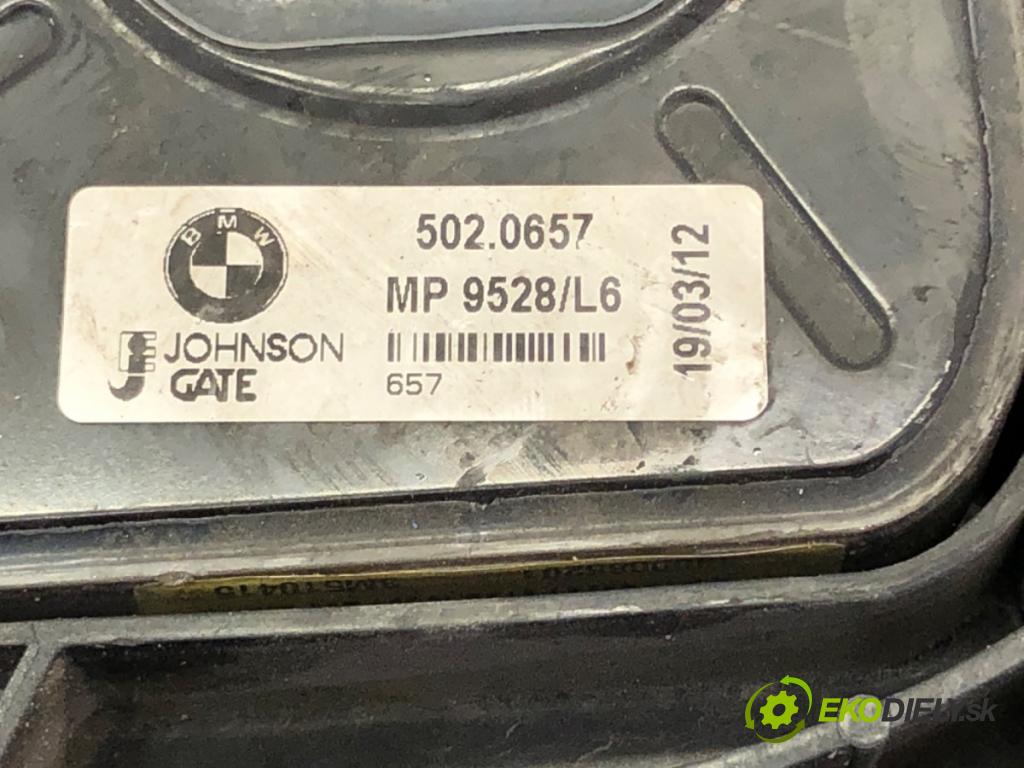 BMW
502.0657
MP 9528/L6
JOHNSON
GATE
657
19/03/12
EKODIELY.sk